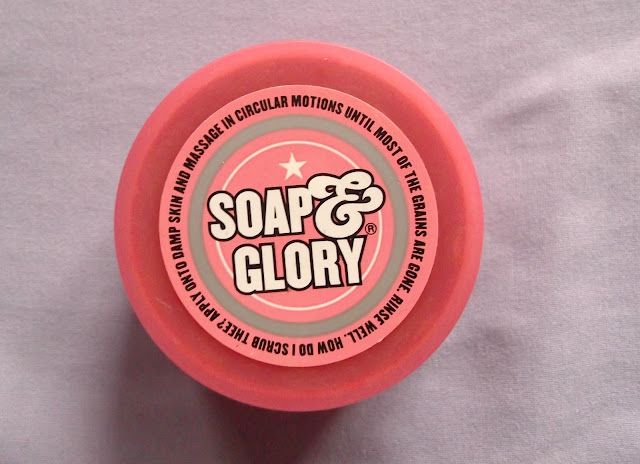 SOAP &
GLORY®
HOW DO I SCRUB THEE? APPLY ONTO DAMP SKIN AND MASSAGE IN CIRCULAR MOTIONS UNTIL MOST OF THE GRAINS ARE GONE. RINSE WELL.